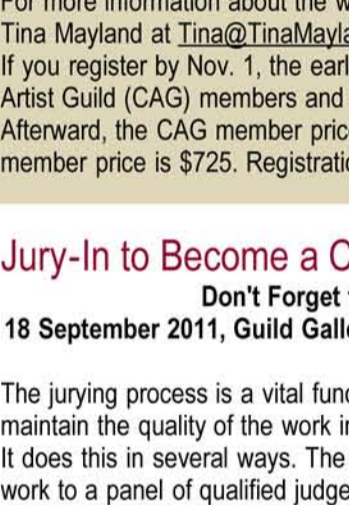 For more information about the w
Tina Mayland at Tina@TinaMayla
If you register by Nov. 1, the earl
Artist Guild (CAG) members and
Afterward, the CAG member pric
member price is $725. Registratio
Jury-In to Become a C
Don't Forget
18 September 2011, Guild Galle
The jurying process is a vital func
maintain the quality of the work in
It does this in several ways. The
work to a panel of qualified judge